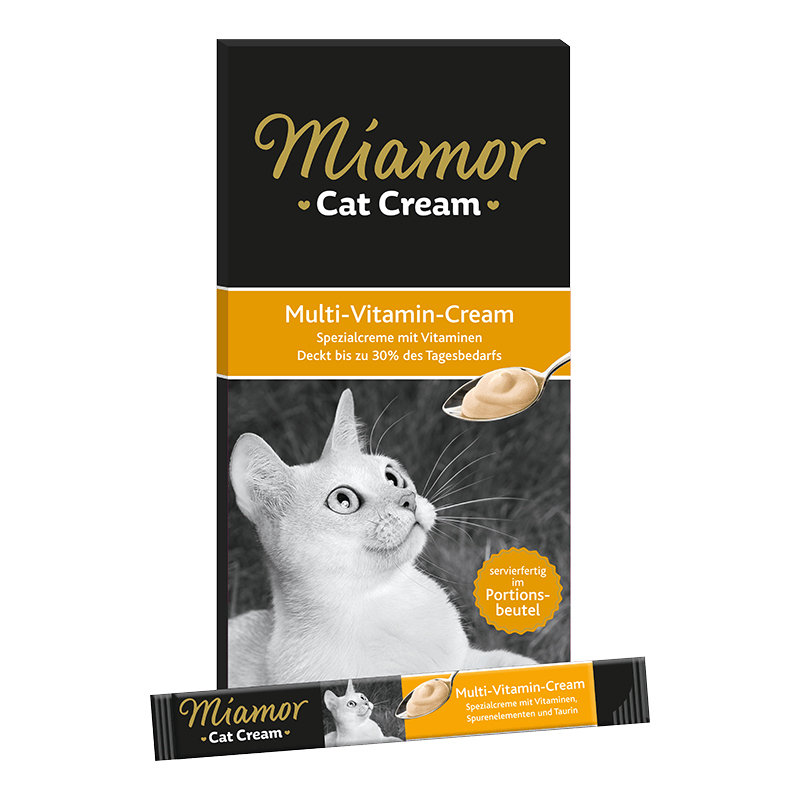 Miamor
Cat Cream
Multi-Vitamin-Cream
Spezialcreme mit Vitaminen
Deckt bis zu 30% des Tagesbedarfs
servierfertig
im
Portions-
beutel
Miamor
Cat Cream
Multi-Vitamin-Cream
Spezialcreme mit Vitaminen,
Spurenelementen und Taurin